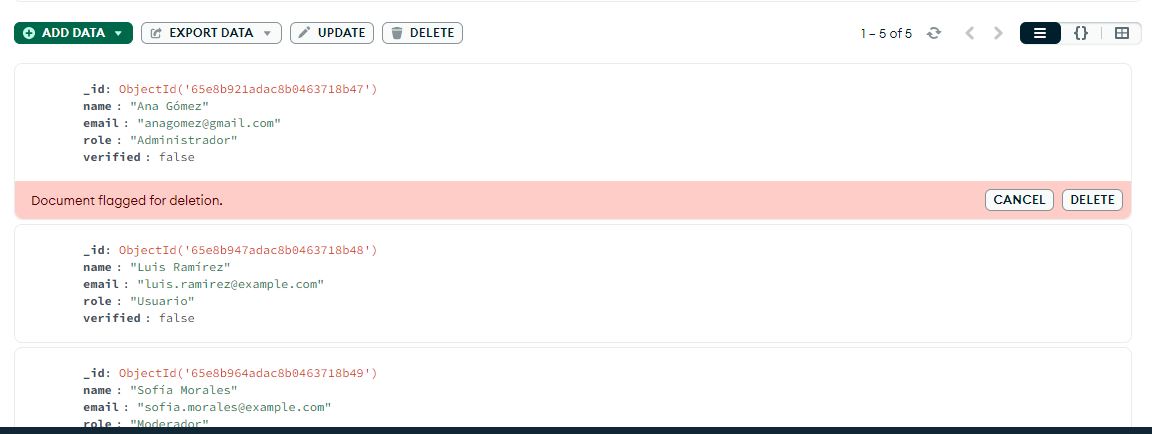 ADD DATA EXPORT DATA UPDATE DELETE 1 – 5 of 5 {}
_id: ObjectId('65e8b921adac8b0463718b47')
name : "Ana Gómez"
email : "anagomez@gmail.com"
role : "Administrador"
verified : false
Document flagged for deletion. CANCEL DELETE
_id: ObjectId('65e8b947adac8b0463718b48')
name : "Luis Ramírez"
email : "luis.ramirez@example.com"
role : "Usuario"
verified : false
_id: ObjectId('65e8b964adac8b0463718b49')
name : "Sofía Morales"
email : "sofia.morales@example.com"
role : "Moderador"